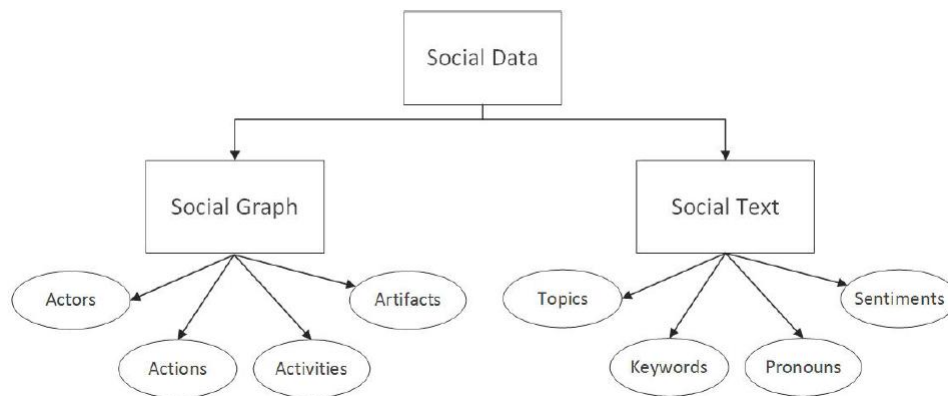 Social Data
Social Graph
Social Text
Actors
Artifacts
Topics
Sentiments
Actions
Activities
Keywords
Pronouns